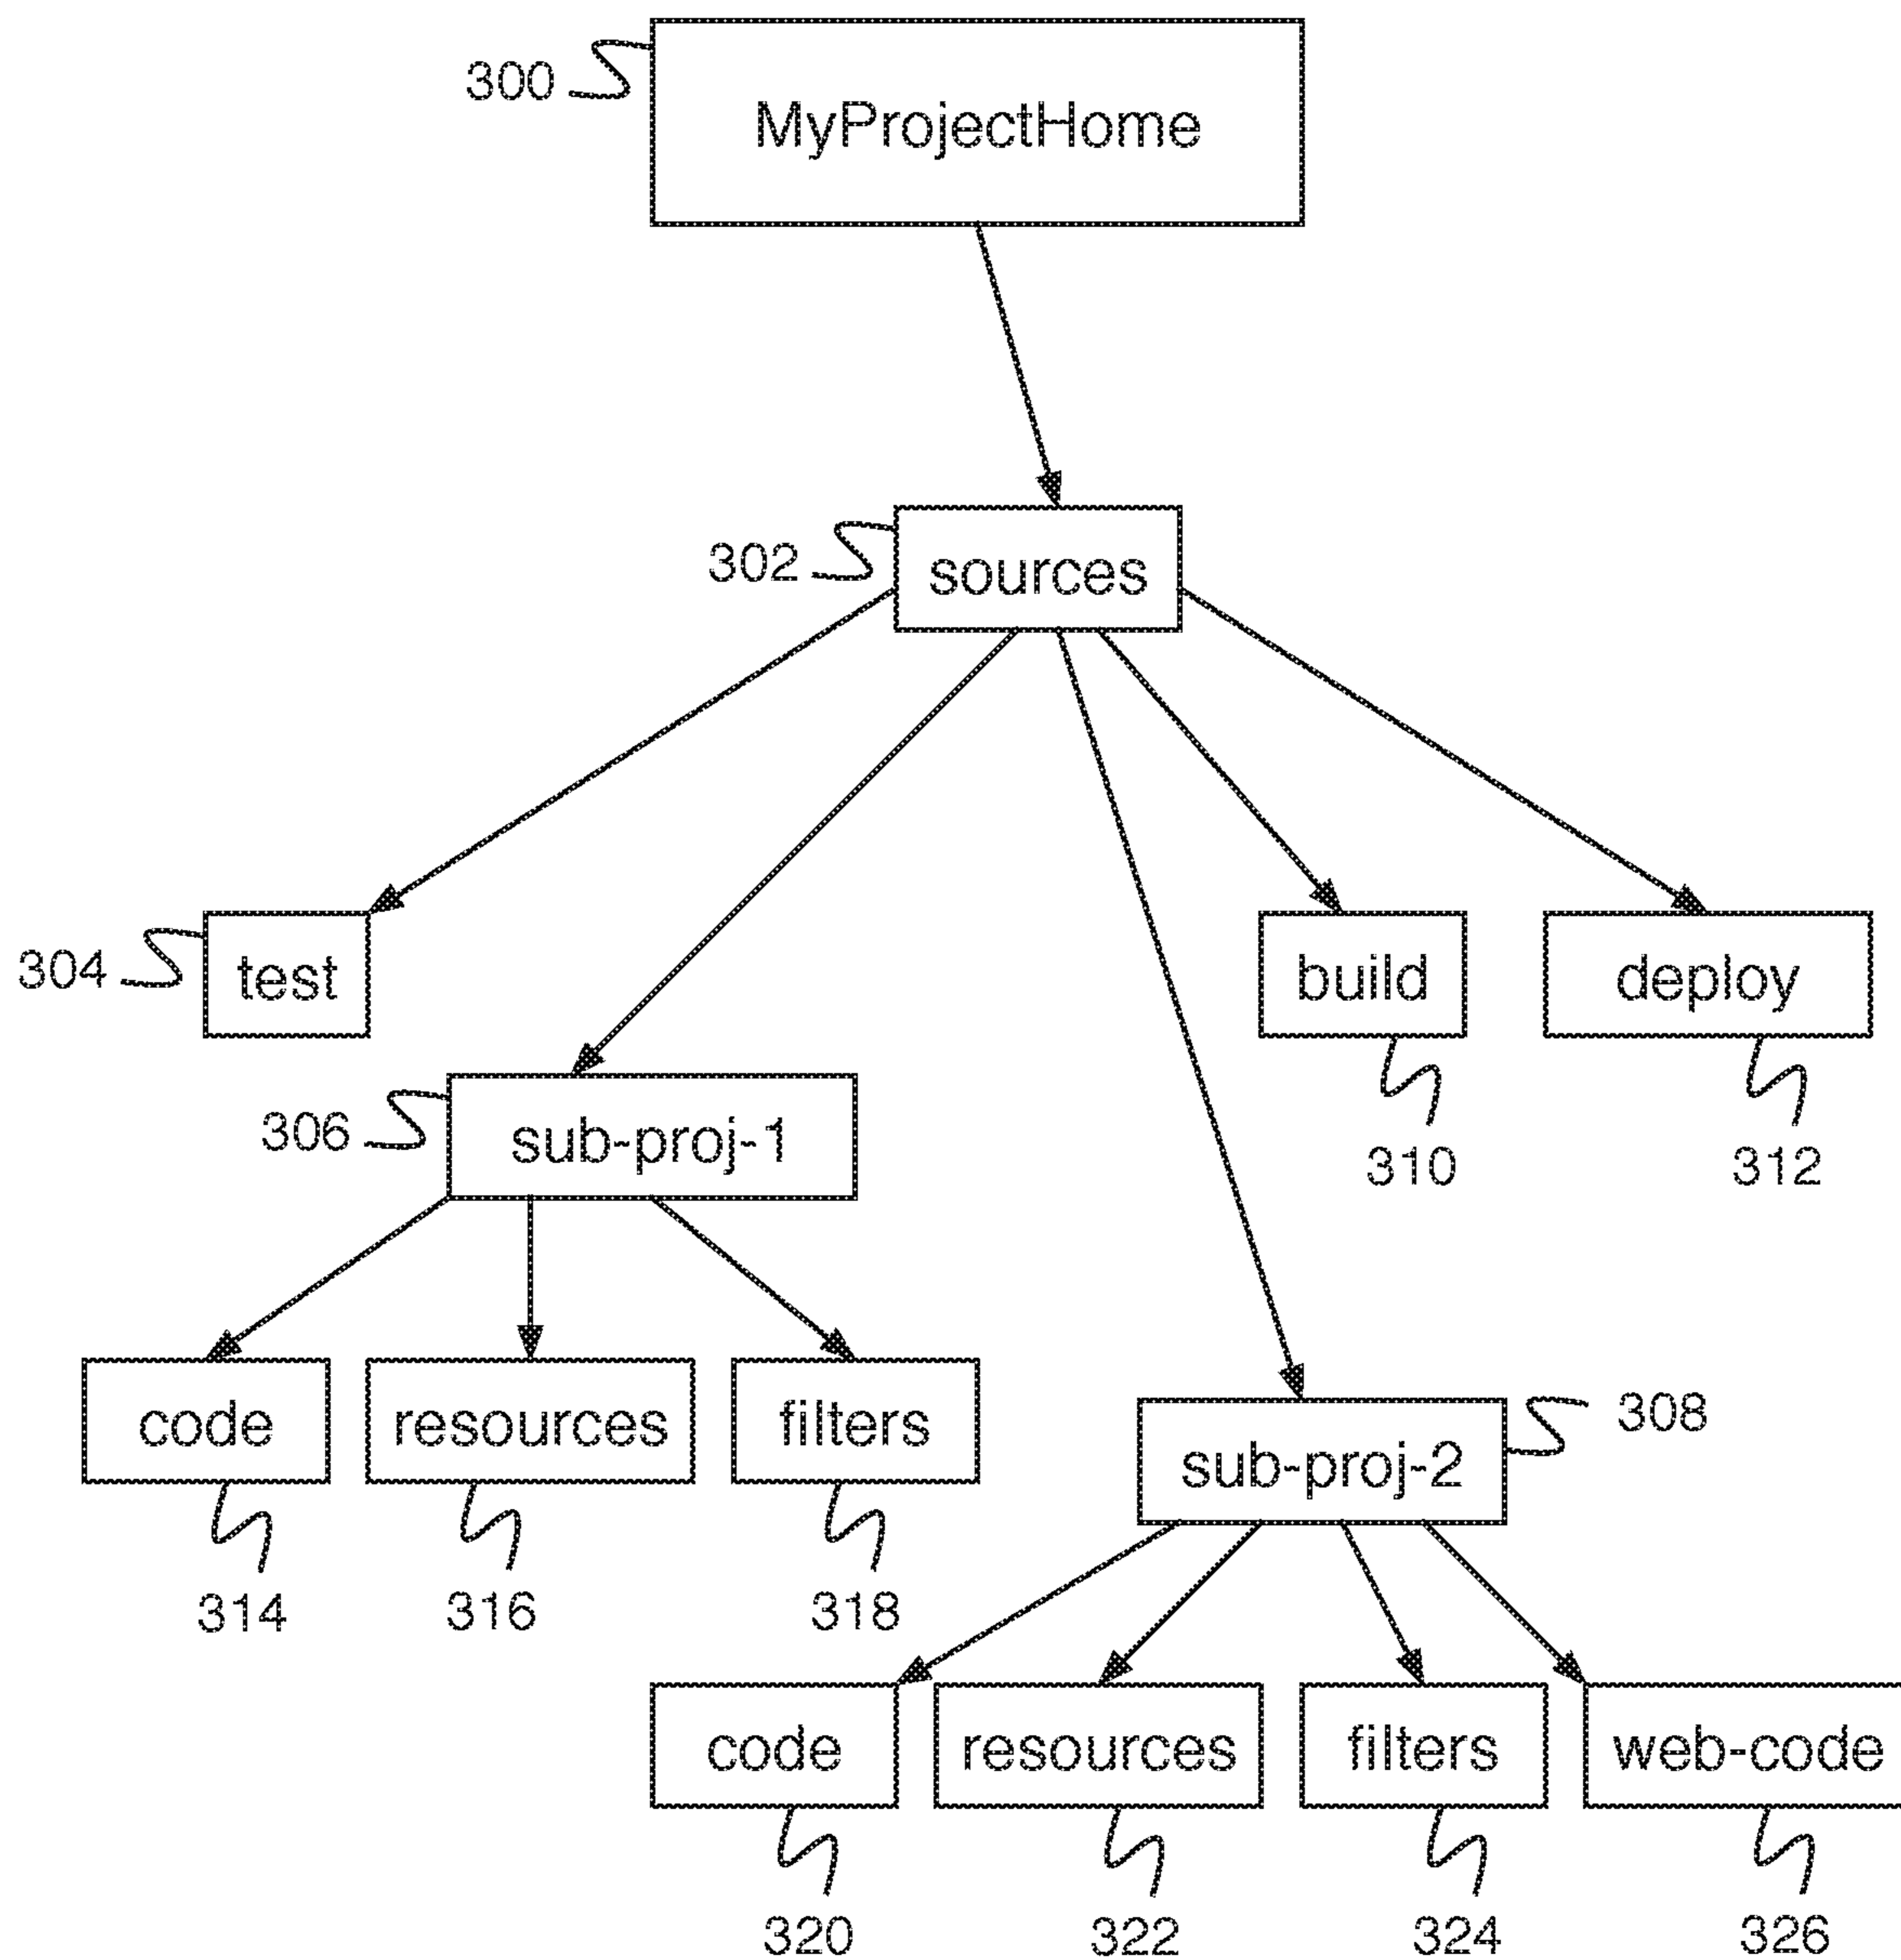 300
MyProjectHome
302
sources
304
test
build
deploy
306
sub-proj-1
310
312
code
resources
filters
sub-proj-2
308
314
316
318
code
resources
filters
web-code
320
322
324
326